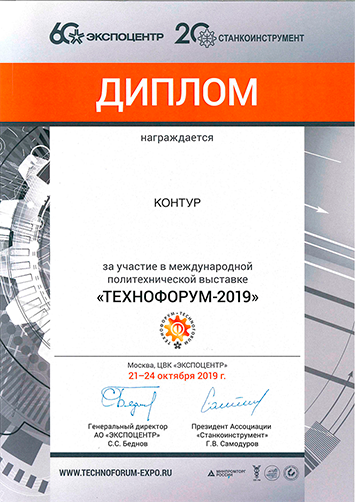 60 ЭКСПОЦЕНТР 20 СТАНКОИНСТРУМЕНТ
ДИПЛОМ
награждается
КОНТУР
за участие в международной
политехнической выставке
«ТЕХНОФОРУМ-2019»
Москва, ЦВК «ЭКСПОЦЕНТР»
21–24 октября 2019 г.
Генеральный директор
АО «ЭКСПОЦЕНТР»
С.С. Беднов
Президент Ассоциации
«Станкоинструмент»
Г.В. Самодуров
WWW.TECHNOFORUM-EXPO.RU
МИНПРОМТОРГ
РОССИИ